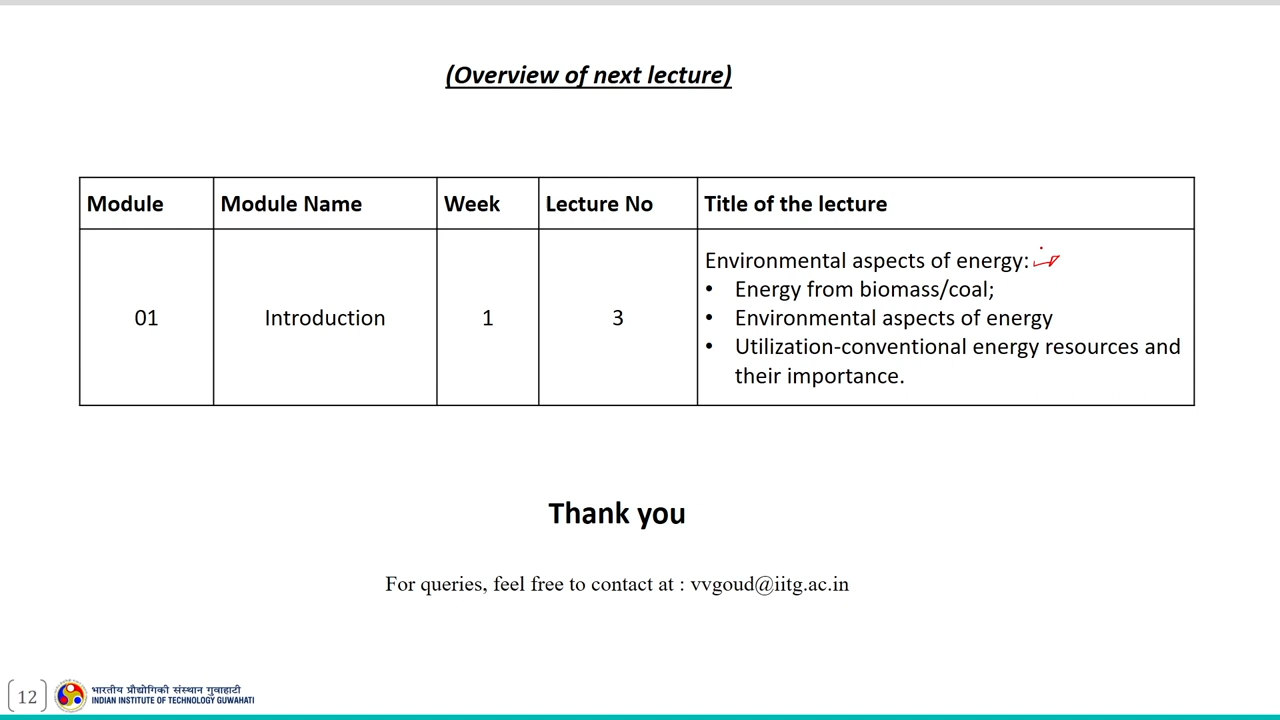 (Overview of next lecture)
Module Module Name Week Lecture No Title of the lecture
01 Introduction 1 3 Environmental aspects of energy:
• Energy from biomass/coal;
• Environmental aspects of energy
• Utilization-conventional energy resources and
their importance.
Thank you
For queries, feel free to contact at : vvgoud@iitg.ac.in
12
भारतीय प्रौद्योगिकी संस्थान गुवाहाटी
INDIAN INSTITUTE OF TECHNOLOGY GUWAHATI